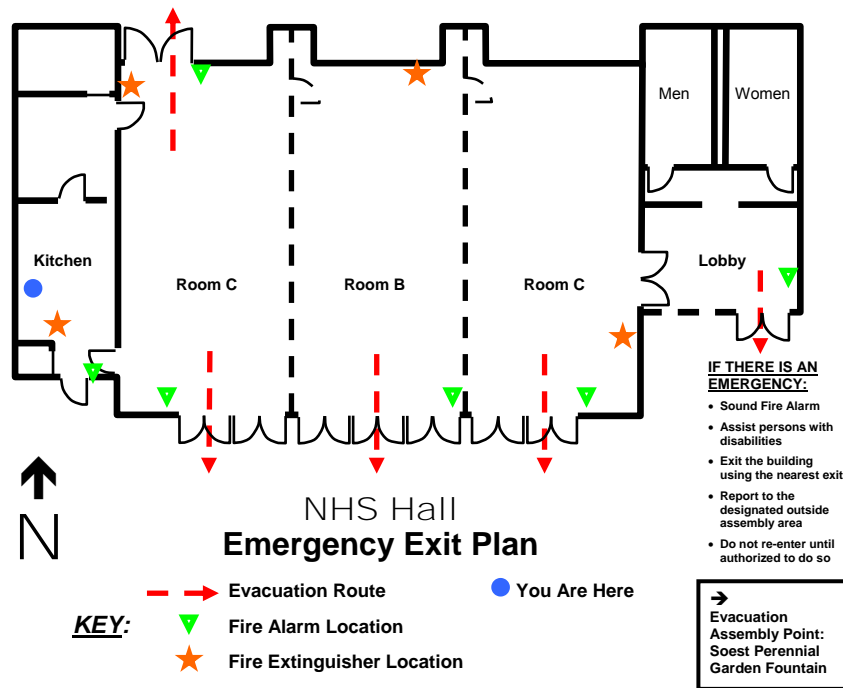 Men
Women
Kitchen
Lobby
Room C
Room B
Room C
IF THERE IS AN
EMERGENCY:
• Sound Fire Alarm
• Assist persons with
disabilities
• Exit the building
using the nearest exit
• Report to the
designated outside
assembly area
• Do not re-enter until
authorized to do so
N
NHS Hall
Emergency Exit Plan
KEY:
Evacuation Route
You Are Here
Fire Alarm Location
Fire Extinguisher Location
➔
Evacuation
Assembly Point:
Soest Perennial
Garden Fountain